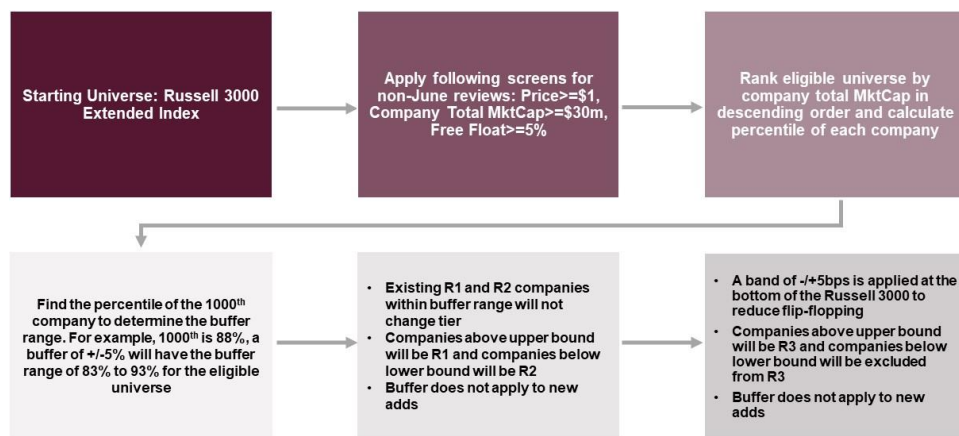 Starting Universe: Russell 3000
Extended Index
Apply following screens for
non-June reviews: Price>=$1,
Company Total MktCap>=$30m,
Free Float>=5%
Rank eligible universe by
company total MktCap in
descending order and calculate
percentile of each company
Find the percentile of the 1000th
company to determine the buffer
range. For example, 1000th is 88%, a
buffer of +/-5% will have the buffer
range of 83% to 93% for the eligible
universe
• Existing R1 and R2 companies
within buffer range will not
change tier
• Companies above upper bound
will be R1 and companies below
lower bound will be R2
• Buffer does not apply to new
adds
• A band of -/+5bps is applied at the
bottom of the Russell 3000 to
reduce flip-flopping
• Companies above upper bound
will be R3 and companies below
lower bound will be excluded
from R3
• Buffer does not apply to new
adds